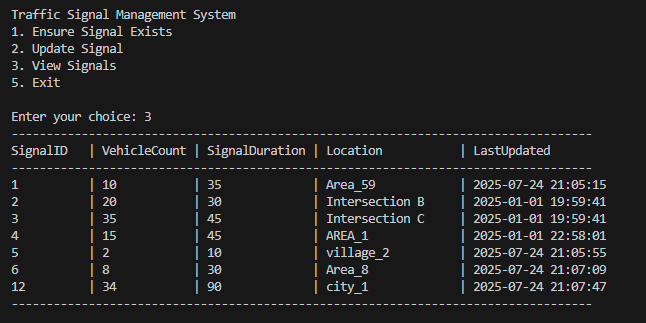 Traffic Signal Management System
1. Ensure Signal Exists
2. Update Signal
3. View Signals
5. Exit
Enter your choice: 3
-----------------------------------------------------------------------------------
SignalID   | VehicleCount | SignalDuration | Location           | LastUpdated
-----------------------------------------------------------------------------------
1          | 10           | 35             | Area_59            | 2025-07-24 21:05:15
2          | 20           | 30             | Intersection B     | 2025-01-01 19:59:41
3          | 35           | 45             | Intersection C     | 2025-01-01 19:59:41
4          | 15           | 45             | AREA_1             | 2025-01-01 22:58:01
5          | 2            | 10             | village_2          | 2025-07-24 21:05:55
6          | 8            | 30             | Area_8             | 2025-07-24 21:07:09
12         | 34           | 90             | city_1             | 2025-07-24 21:07:47
-----------------------------------------------------------------------------------